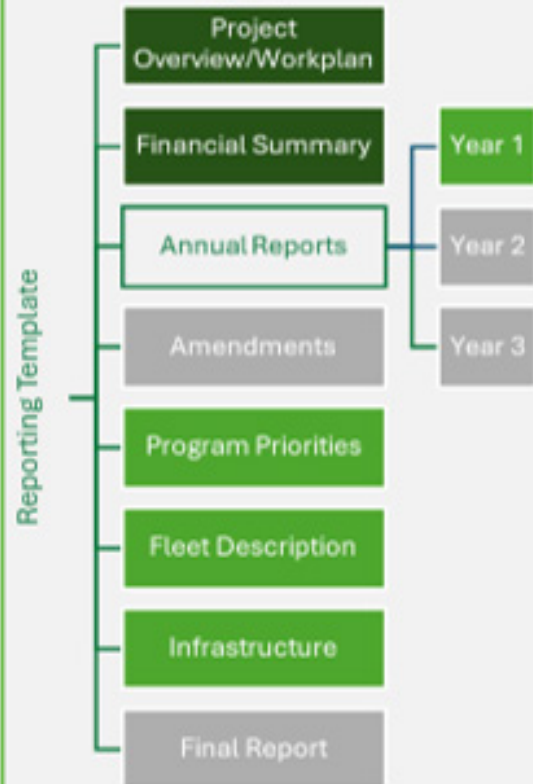 Reporting Template
Project
Overview/Workplan
Financial Summary
Annual Reports
Year 1
Year 2
Year 3
Amendments
Program Priorities
Fleet Description
Infrastructure
Final Report